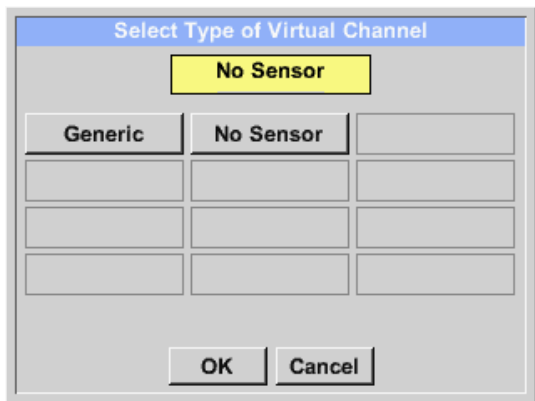 Select Type of Virtual Channel
No Sensor
Generic No Sensor
OK Cancel